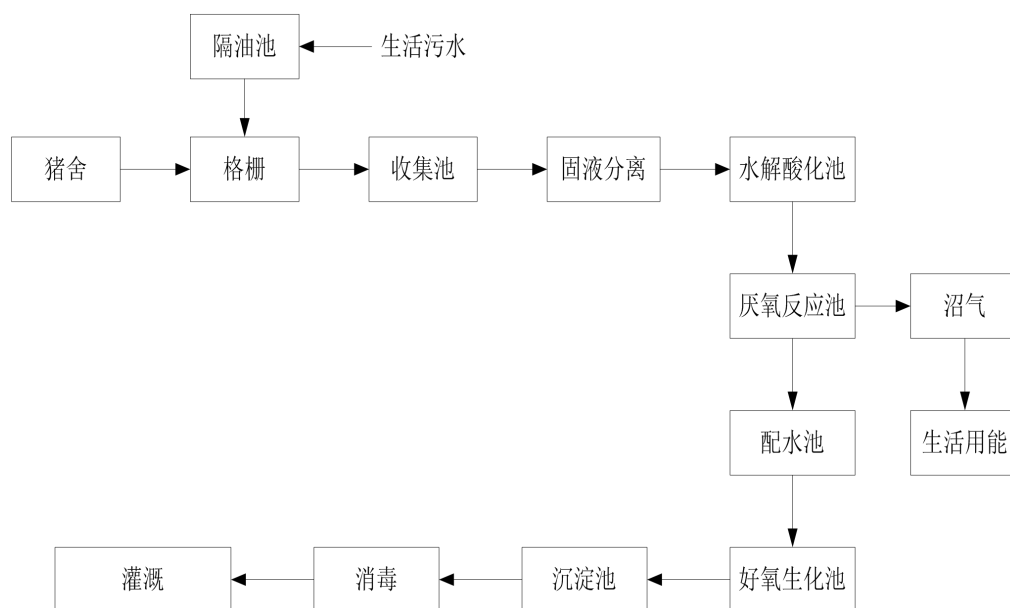 隔油池
生活污水
猪舍
格栅
收集池
固液分离
水解酸化池
厌氧反应池
沼气
配水池
生活用能
灌溉
消毒
沉淀池
好氧生化池